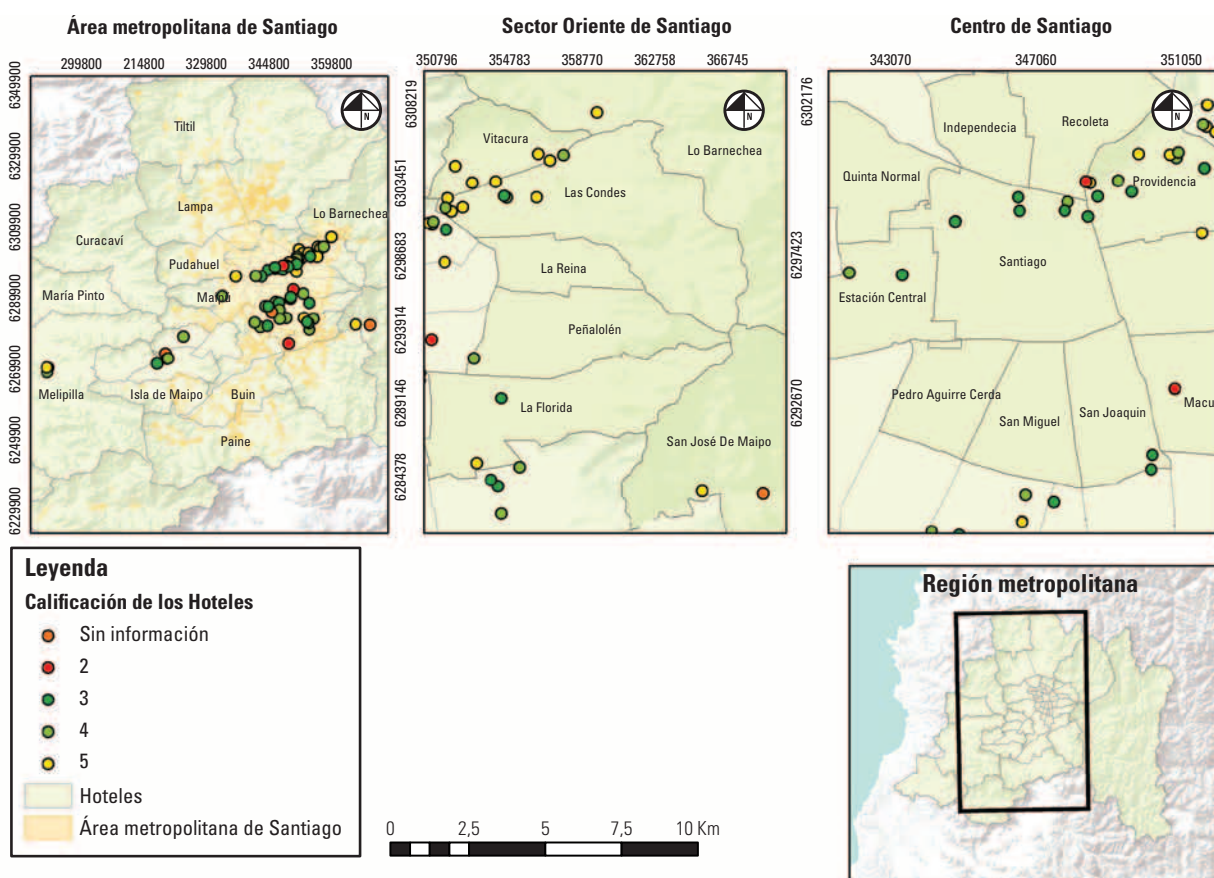 Área metropolitana de Santiago
299800 214800 329800 344800 359800
6349900
6329900
6309900
6289900
6269900
6249900
6229900
N
Tiltil
Lampa
Lo Barnechea
Curacaví
Pudahuel
María Pinto
Maipú
Melipilla
Isla de Maipo
Buin
Paine
Sector Oriente de Santiago
350796 354783 358770 362758 366745
6308219
6303451
6298683
6293914
6289146
6284378
N
Vitacura
Lo Barnechea
Las Condes
La Reina
Peñalolén
La Florida
San José De Maipo
Centro de Santiago
343070 347060 351050
6302176
6297423
6292670
N
Independecia
Recoleta
Quinta Normal
Providencia
Santiago
Estación Central
Pedro Aguirre Cerda
San Miguel
San Joaquin
Macu
Leyenda
Calificación de los Hoteles
Sin información
2
3
4
5
Hoteles
Área metropolitana de Santiago
0 2,5 5 7,5 10 Km
Región metropolitana